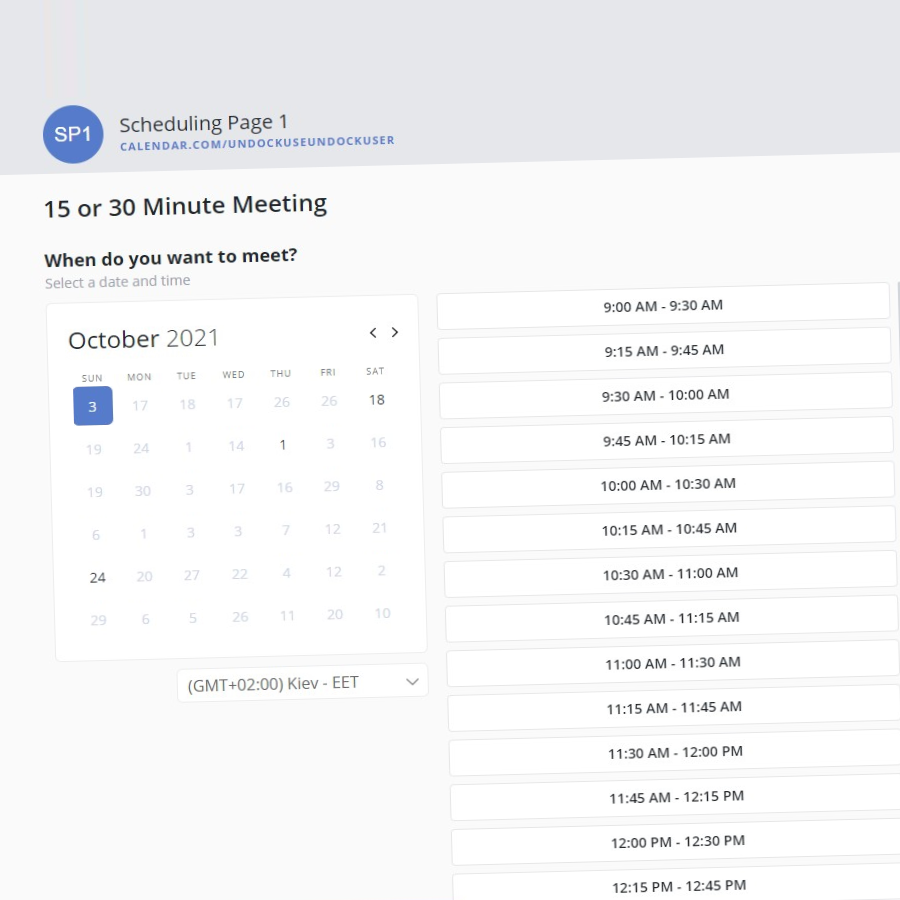 SP1
Scheduling Page 1
CALENDAR.COM/UNDOCKUSEUNDOCKUSER
15 or 30 Minute Meeting
When do you want to meet?
Select a date and time
October 2021
SUN MON TUE WED THU FRI SAT
3 17 18 17 26 26 18
19 24 1 14 1 3 16
19 30 3 17 16 29 8
6 1 3 3 7 12 21
24 20 27 22 4 12 2
29 6 5 26 11 20 10
(GMT+02:00) Kiev - EET
9:00 AM - 9:30 AM
9:15 AM - 9:45 AM
9:30 AM - 10:00 AM
9:45 AM - 10:15 AM
10:00 AM - 10:30 AM
10:15 AM - 10:45 AM
10:30 AM - 11:00 AM
10:45 AM - 11:15 AM
11:00 AM - 11:30 AM
11:15 AM - 11:45 AM
11:30 AM - 12:00 PM
11:45 AM - 12:15 PM
12:00 PM - 12:30 PM
12:15 PM - 12:45 PM